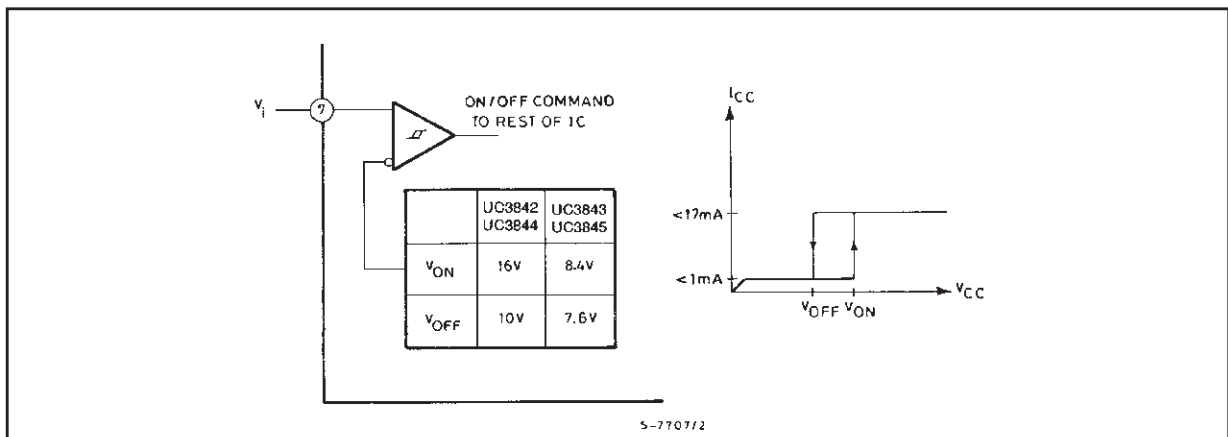 Vi
7
ON/OFF COMMAND
TO REST OF IC
UC3842 UC3843
UC3844 UC3845
VON 16V 8.4V
VOFF 10V 7.6V
ICC
<17mA
<1mA
VOFF VON
VCC
S-7707/2